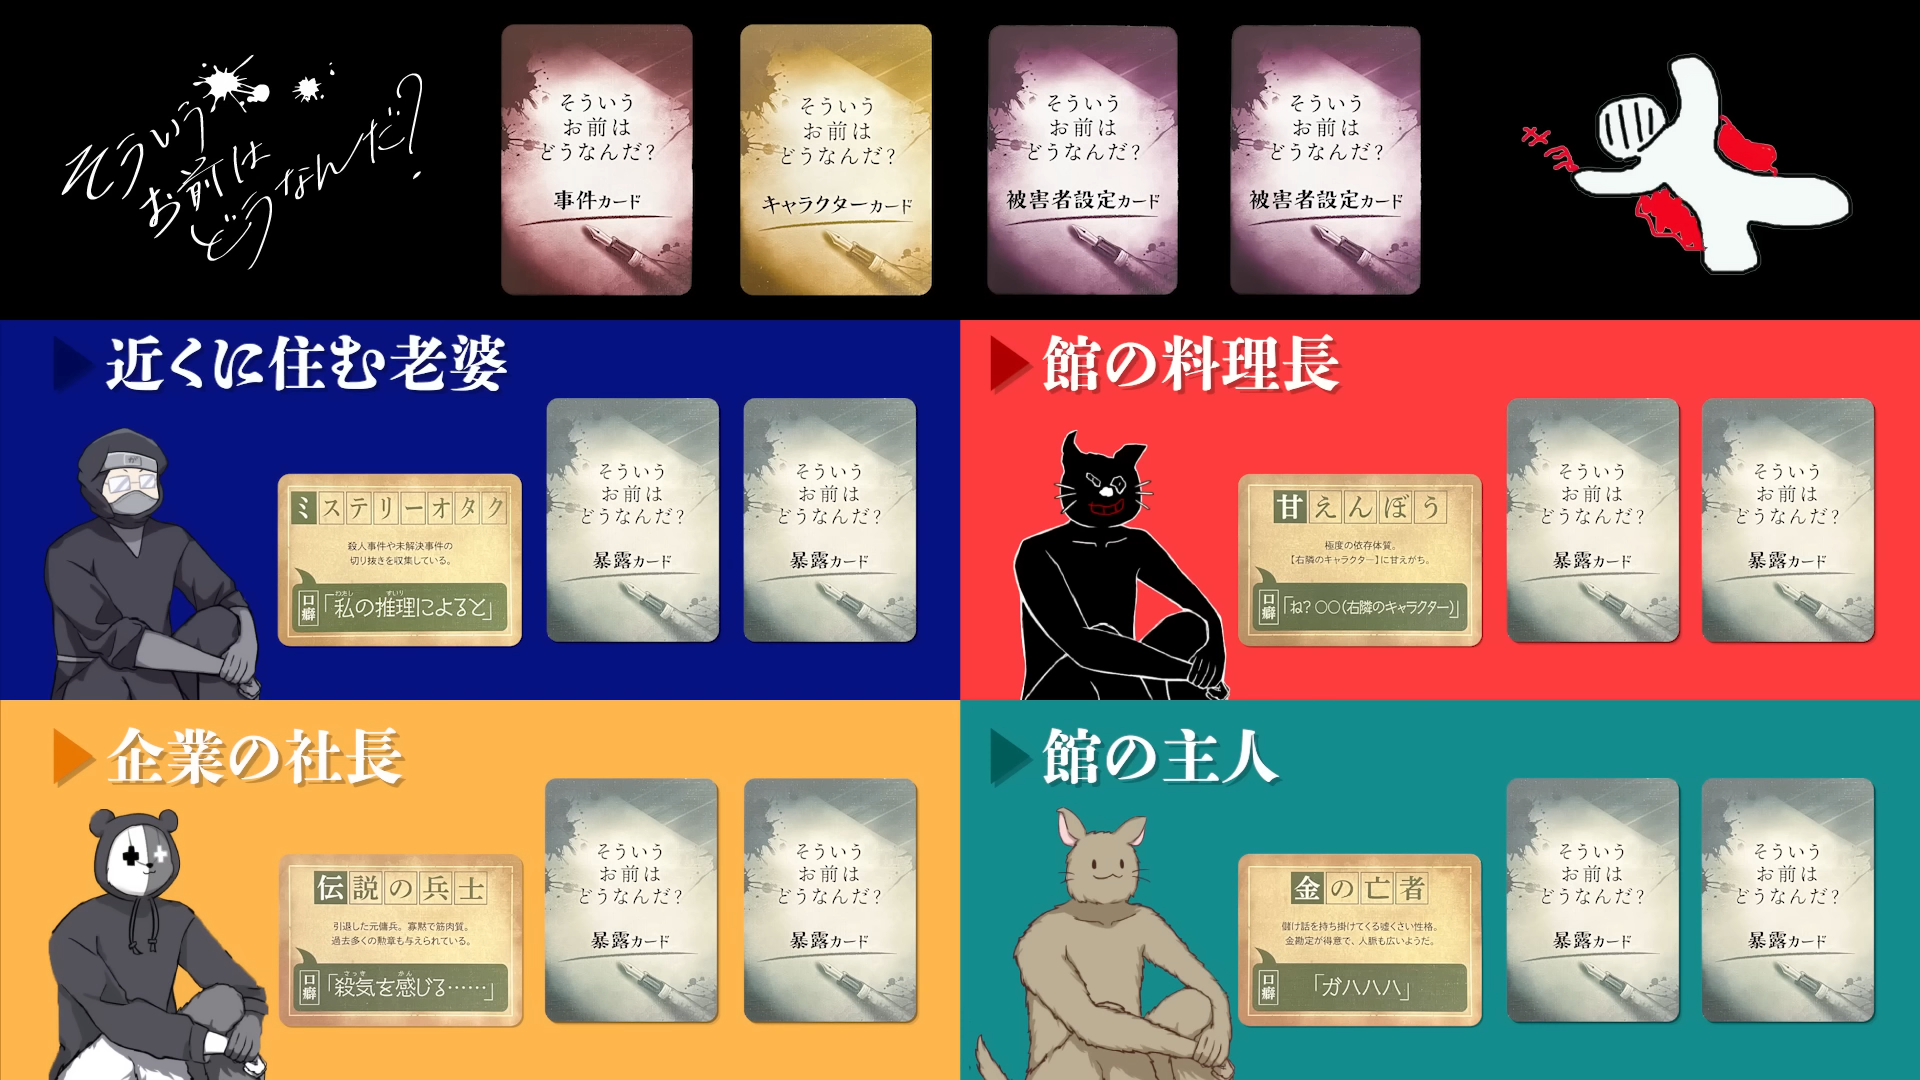 そういう
お前は
どうなんだ?
そういう
お前は
どうなんだ?
事件カード
そういう
お前は
どうなんだ?
キャラクターカード
そういう
お前は
どうなんだ?
被害者設定カード
そういう
お前は
どうなんだ?
被害者設定カード
近くに住む老婆
ミステリーオタク
殺人事件や未解決事件の
切り抜きを収集している。
口癖
「私の推理によると」
わたし
すいり
そういう
お前は
どうなんだ?
暴露カード
そういう
お前は
どうなんだ?
暴露カード
館の料理長
甘えんぼう
極度の依存体質。
【右隣のキャラクター】に甘えがち。
口癖
「ね?〇〇(右隣のキャラクター)」
そういう
お前は
どうなんだ?
暴露カード
そういう
お前は
どうなんだ?
暴露カード
企業の社長
伝説の兵士
引退した元傭兵。寡黙で筋肉質。
過去多くの勲章も与えられている。
口癖
「殺気を感じる……」
さっき
かん
そういう
お前は
どうなんだ?
暴露カード
そういう
お前は
どうなんだ?
暴露カード
館の主人
金の亡者
儲け話を持ち掛けてくる嘘くさい性格。
金勘定が得意で、人脈も広いようだ。
口癖
「ガハハハ」
そういう
お前は
どうなんだ?
暴露カード
そういう
お前は
どうなんだ?
暴露カード